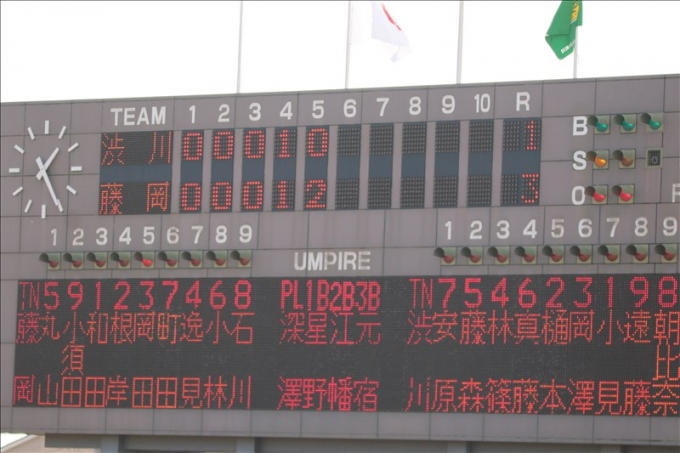 TEAM 1 2 3 4 5 6 7 8 9 10 R
渋川 0 0 0 1 0 1
藤岡 0 0 0 1 2 3
B
S
O
1 2 3 4 5 6 7 8 9 UMPIRE 1 2 3 4 5 6 7 8 9
TN 5 9 1 2 3 7 4 6 8 PL1B2B3B TN 7 5 4 6 2 3 1 9 8
藤丸小和根岡町逸小石 深星江元 渋安藤林真樋岡小遠朝
須 比
岡山田田岸田田見林川 澤野幡宿 川原森篠藤本澤見藤奈